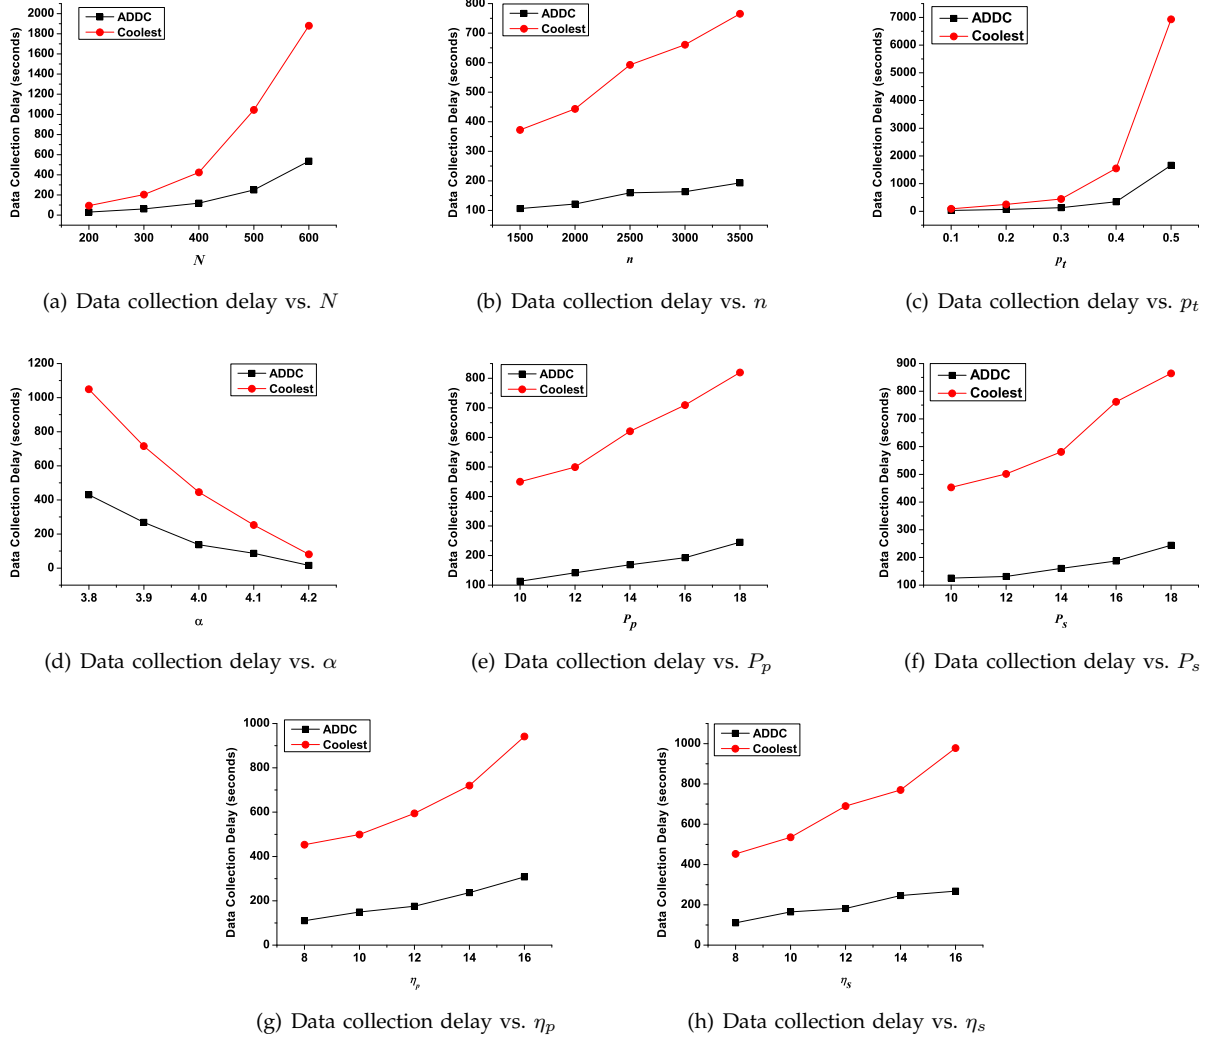 ADDC
Coolest
Data Collection Delay (seconds)
2000
1800
1600
1400
1200
1000
800
600
400
200
0
200 300 400 500 600
N
(a) Data collection delay vs. N
ADDC
Coolest
Data Collection Delay (seconds)
800
700
600
500
400
300
200
100
1500 2000 2500 3000 3500
n
(b) Data collection delay vs. n
ADDC
Coolest
Data Collection Delay (seconds)
7000
6000
5000
4000
3000
2000
1000
0
0.1 0.2 0.3 0.4 0.5
p_t
(c) Data collection delay vs. p_t
ADDC
Coolest
Data Collection Delay (seconds)
1200
1000
800
600
400
200
0
3.8 3.9 4.0 4.1 4.2
α
(d) Data collection delay vs. α
ADDC
Coolest
Data Collection Delay (seconds)
800
700
600
500
400
300
200
100
10 12 14 16 18
P_p
(e) Data collection delay vs. P_p
ADDC
Coolest
Data Collection Delay (seconds)
900
800
700
600
500
400
300
200
100
10 12 14 16 18
P_s
(f) Data collection delay vs. P_s
ADDC
Coolest
Data Collection Delay (seconds)
1000
800
600
400
200
0
8 10 12 14 16
η_p
(g) Data collection delay vs. η_p
ADDC
Coolest
Data Collection Delay (seconds)
1000
800
600
400
200
0
8 10 12 14 16
η_s
(h) Data collection delay vs. η_s